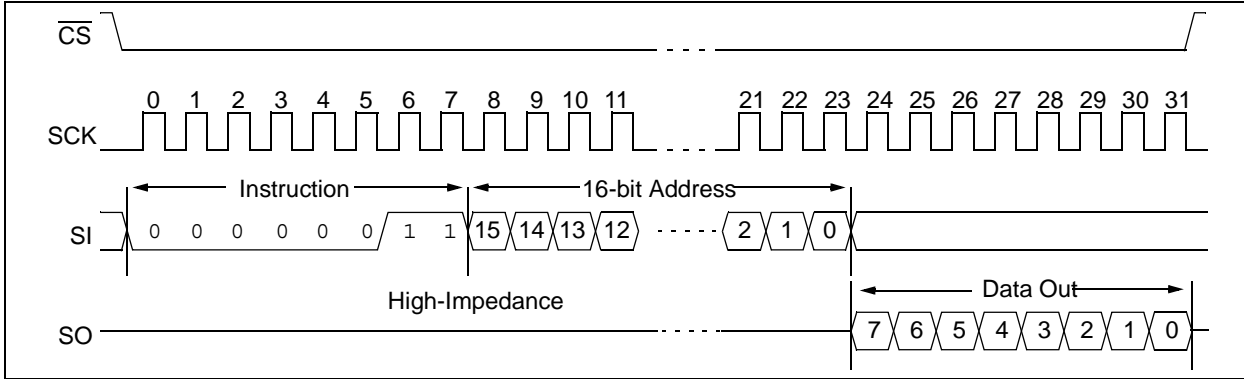 CS
0 1 2 3 4 5 6 7 8 9 10 11 21 22 23 24 25 26 27 28 29 30 31
SCK
Instruction 16-bit Address
SI 0 0 0 0 0 0 1 1 15 14 13 12 2 1 0
High-Impedance Data Out
SO 7 6 5 4 3 2 1 0